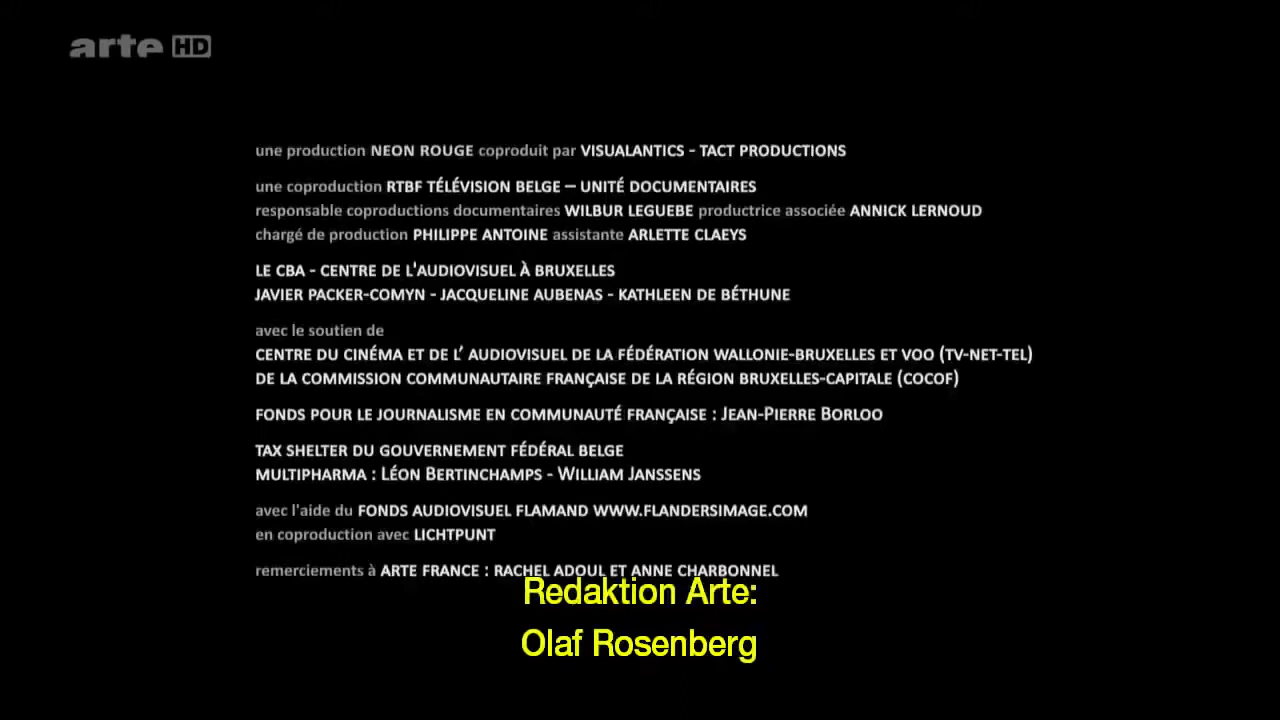 arte HD
une production NEON ROUGE coproduit par VISUALANTICS - TACT PRODUCTIONS
une coproduction RTBF TÉLÉVISION BELGE – UNITÉ DOCUMENTAIRES
responsable coproductions documentaires WILBUR LEGUEBE productrice associée ANNICK LERNOUD
chargé de production PHILIPPE ANTOINE assistante ARLETTE CLAEYS
LE CBA - CENTRE DE L'AUDIOVISUEL À BRUXELLES
JAVIER PACKER-COMYN - JACQUELINE AUBENAS - KATHLEEN DE BÉTHUNE
avec le soutien de
CENTRE DU CINÉMA ET DE L’ AUDIOVISUEL DE LA FÉDÉRATION WALLONIE-BRUXELLES ET VOO (TV-NET-TEL)
DE LA COMMISSION COMMUNAUTAIRE FRANÇAISE DE LA RÉGION BRUXELLES-CAPITALE (COCOF)
FONDS POUR LE JOURNALISME EN COMMUNAUTÉ FRANÇAISE : JEAN-PIERRE BORLOO
TAX SHELTER DU GOUVERNEMENT FÉDÉRAL BELGE
MULTIPHARMA : LÉON BERTINCHAMPS - WILLIAM JANSSENS
avec l'aide du FONDS AUDIOVISUEL FLAMAND WWW.FLANDERSIMAGE.COM
en coproduction avec LICHTPUNT
remerciements à ARTE FRANCE : RACHEL ADOUL ET ANNE CHARBONNEL
Redaktion Arte:
Olaf Rosenberg